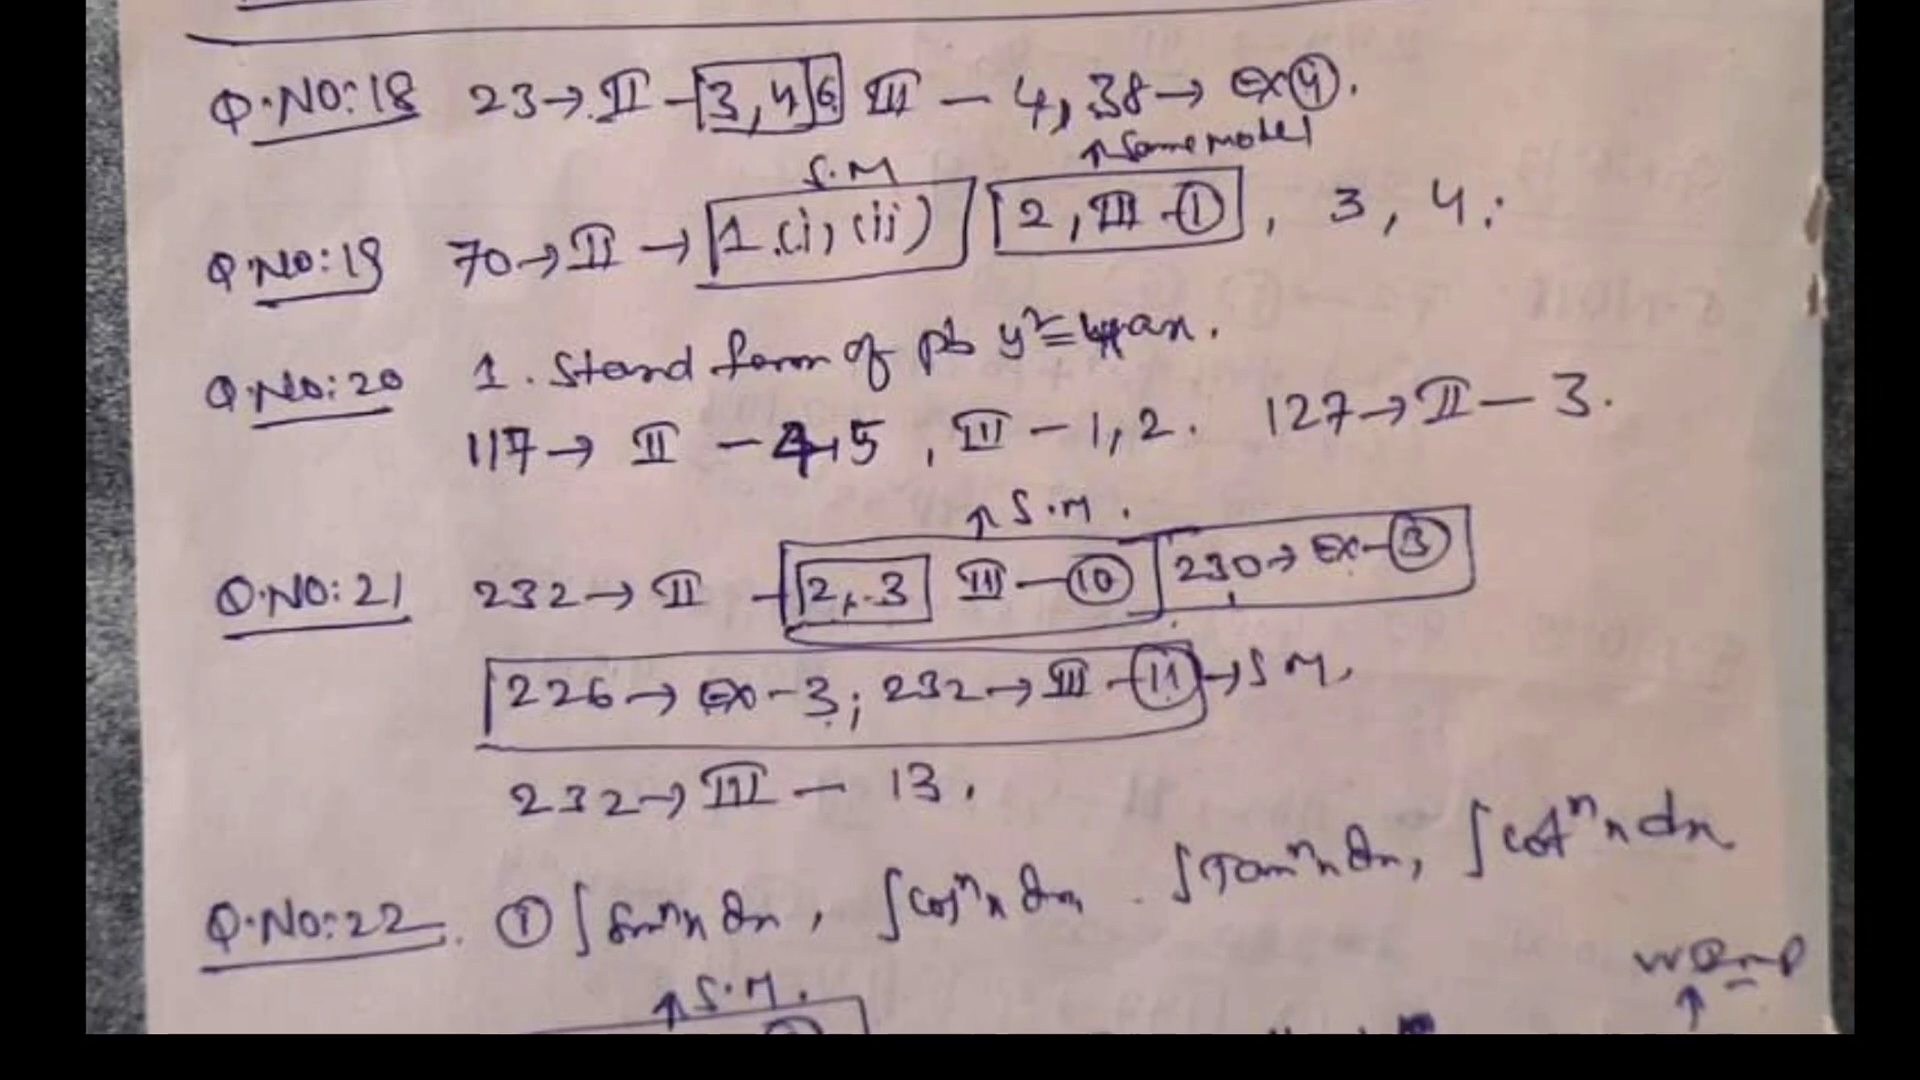 Q.NO:18 23→II-3,4,6 III - 4, 38→ Ex④.
↑ Same model
S.M
Q.No:19 70→II→ 1.(i),(ii) 2, III-①, 3, 4.
Q.No:20 1. Stand form of pb y²=4ax.
117→ II - 4,5, III - 1,2. 127→II - 3.
↑ S.M.
Q.NO:21 232→ II - 2, 3 III-⑩ 230→ Ex-③
226→ Ex-3; 232→ III-⑪→S M.
232→III - 13.
Q.No:22. ① ∫Sinⁿx dx, ∫cosⁿx dx. ∫Tanⁿx dx, ∫cotⁿx dx
↑ S.M.
↑